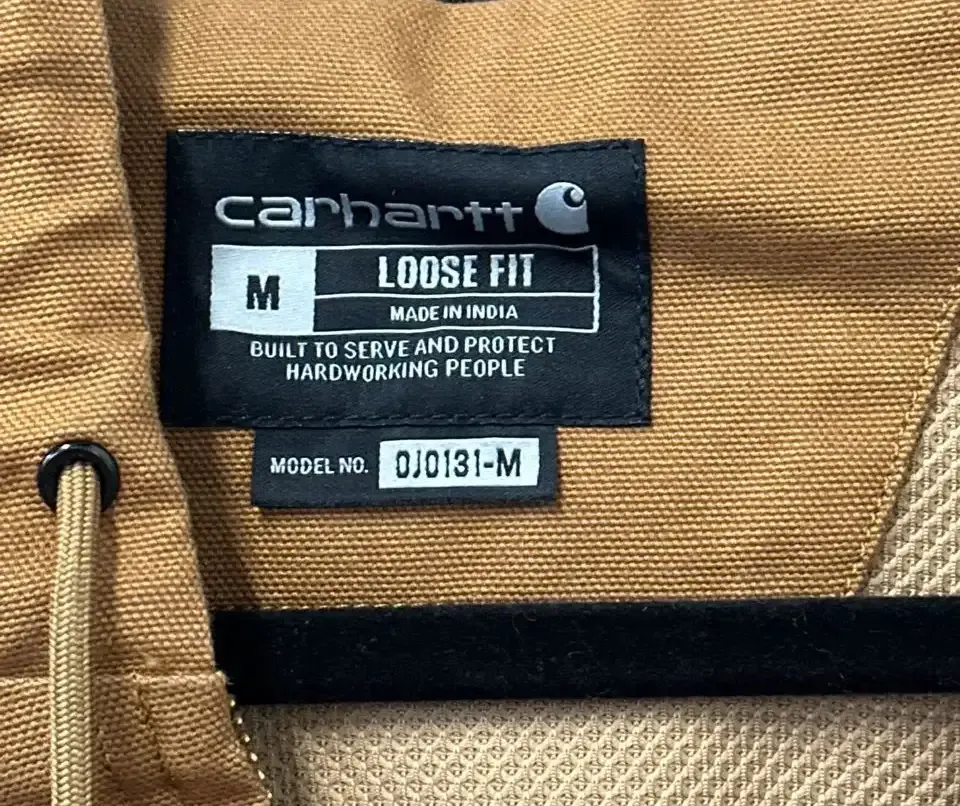 carhartt
M
LOOSE FIT
MADE IN INDIA
BUILT TO SERVE AND PROTECT
HARDWORKING PEOPLE
MODEL NO. OJ0131-M